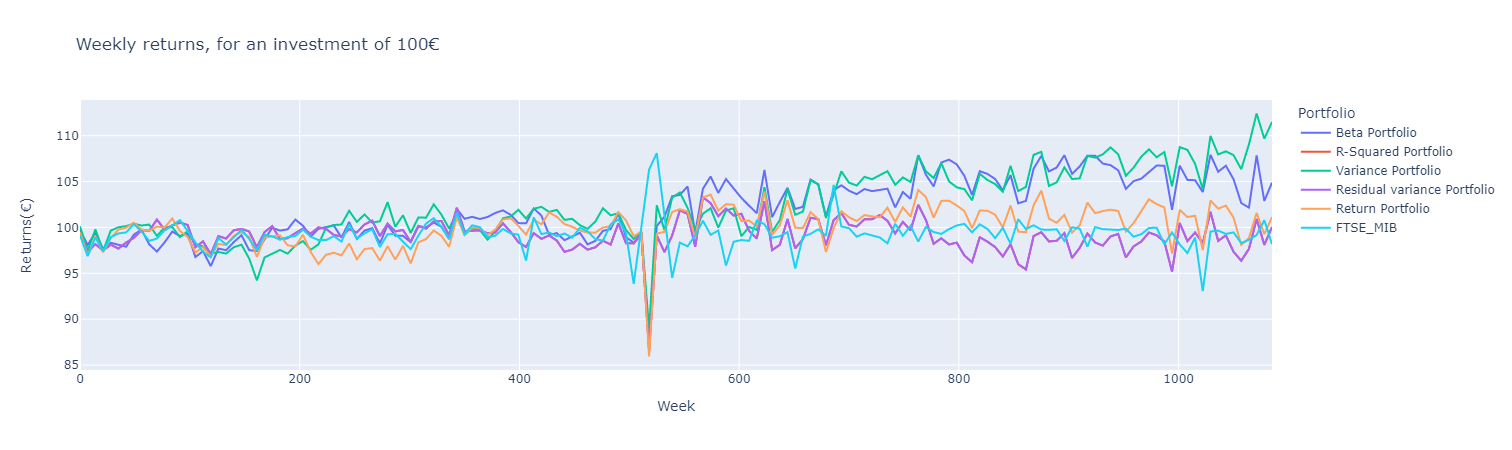 Weekly returns, for an investment of 100€
Portfolio
Beta Portfolio
R-Squared Portfolio
Variance Portfolio
Residual variance Portfolio
Return Portfolio
FTSE_MIB
Returns(€)
110
105
100
95
90
85
0 200 400 600 800 1000
Week